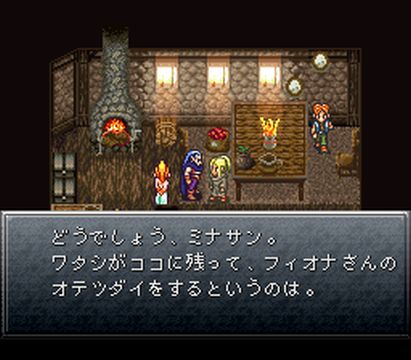 どうでしょう、ミナサン。
ワタシがココに残って、フィオナさんの
オテツダイをするというのは。